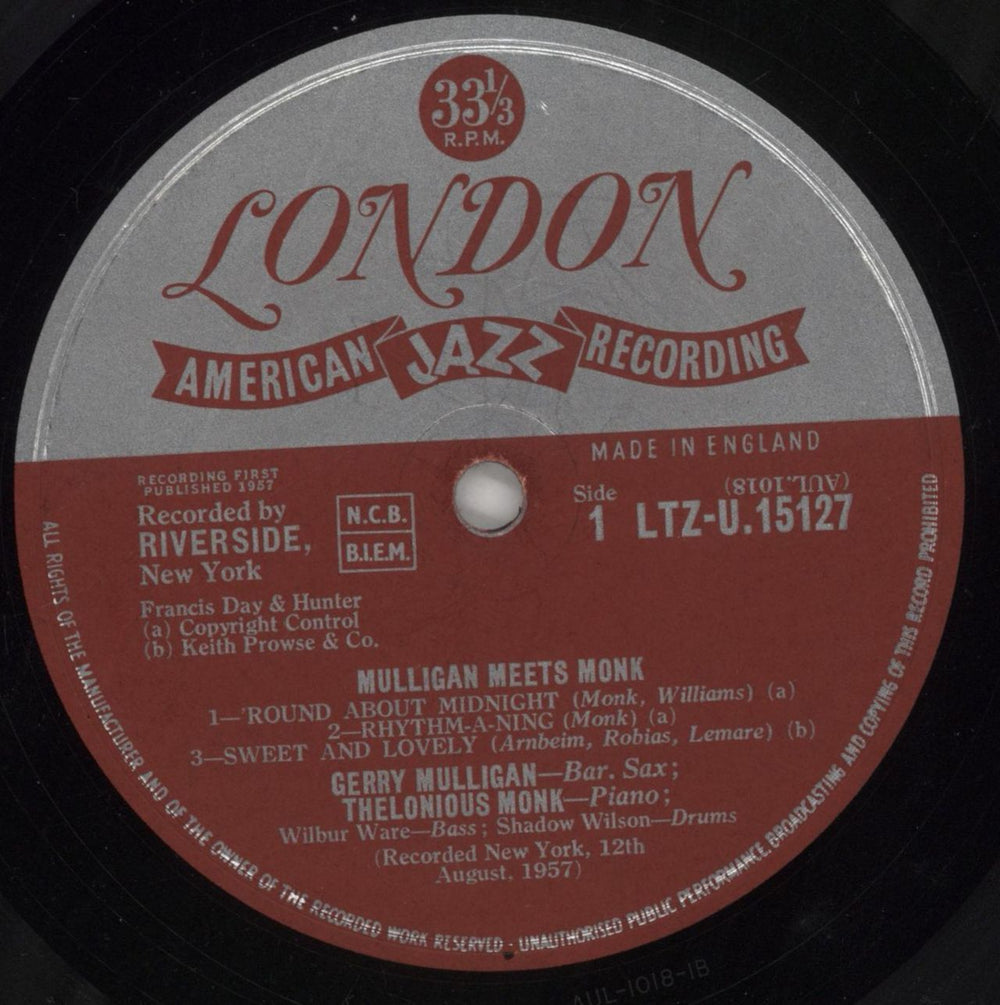 33 1/3
R.P.M.
LONDON
AMERICAN JAZZ RECORDING
MADE IN ENGLAND
RECORDING FIRST
PUBLISHED 1957
Recorded by
RIVERSIDE,
New York
N.C.B.
B.I.E.M.
Side
1
(AUL.1018)
LTZ-U.15127
Francis Day & Hunter
(a) Copyright Control
(b) Keith Prowse & Co.
MULLIGAN MEETS MONK
1—'ROUND ABOUT MIDNIGHT (Monk, Williams) (a)
2—RHYTHM-A-NING (Monk) (a)
3—SWEET AND LOVELY (Arnheim, Robias, Lemare) (b)
GERRY MULLIGAN—Bar. Sax;
THELONIOUS MONK—Piano;
Wilbur Ware—Bass; Shadow Wilson—Drums
(Recorded New York, 12th
August, 1957)
ALL RIGHTS OF THE MANUFACTURER AND OF THE OWNER OF THE RECORDED WORK RESERVED · UNAUTHORISED PUBLIC PERFORMANCE, BROADCASTING AND COPYING OF THIS RECORD PROHIBITED
AUL-1018-1B